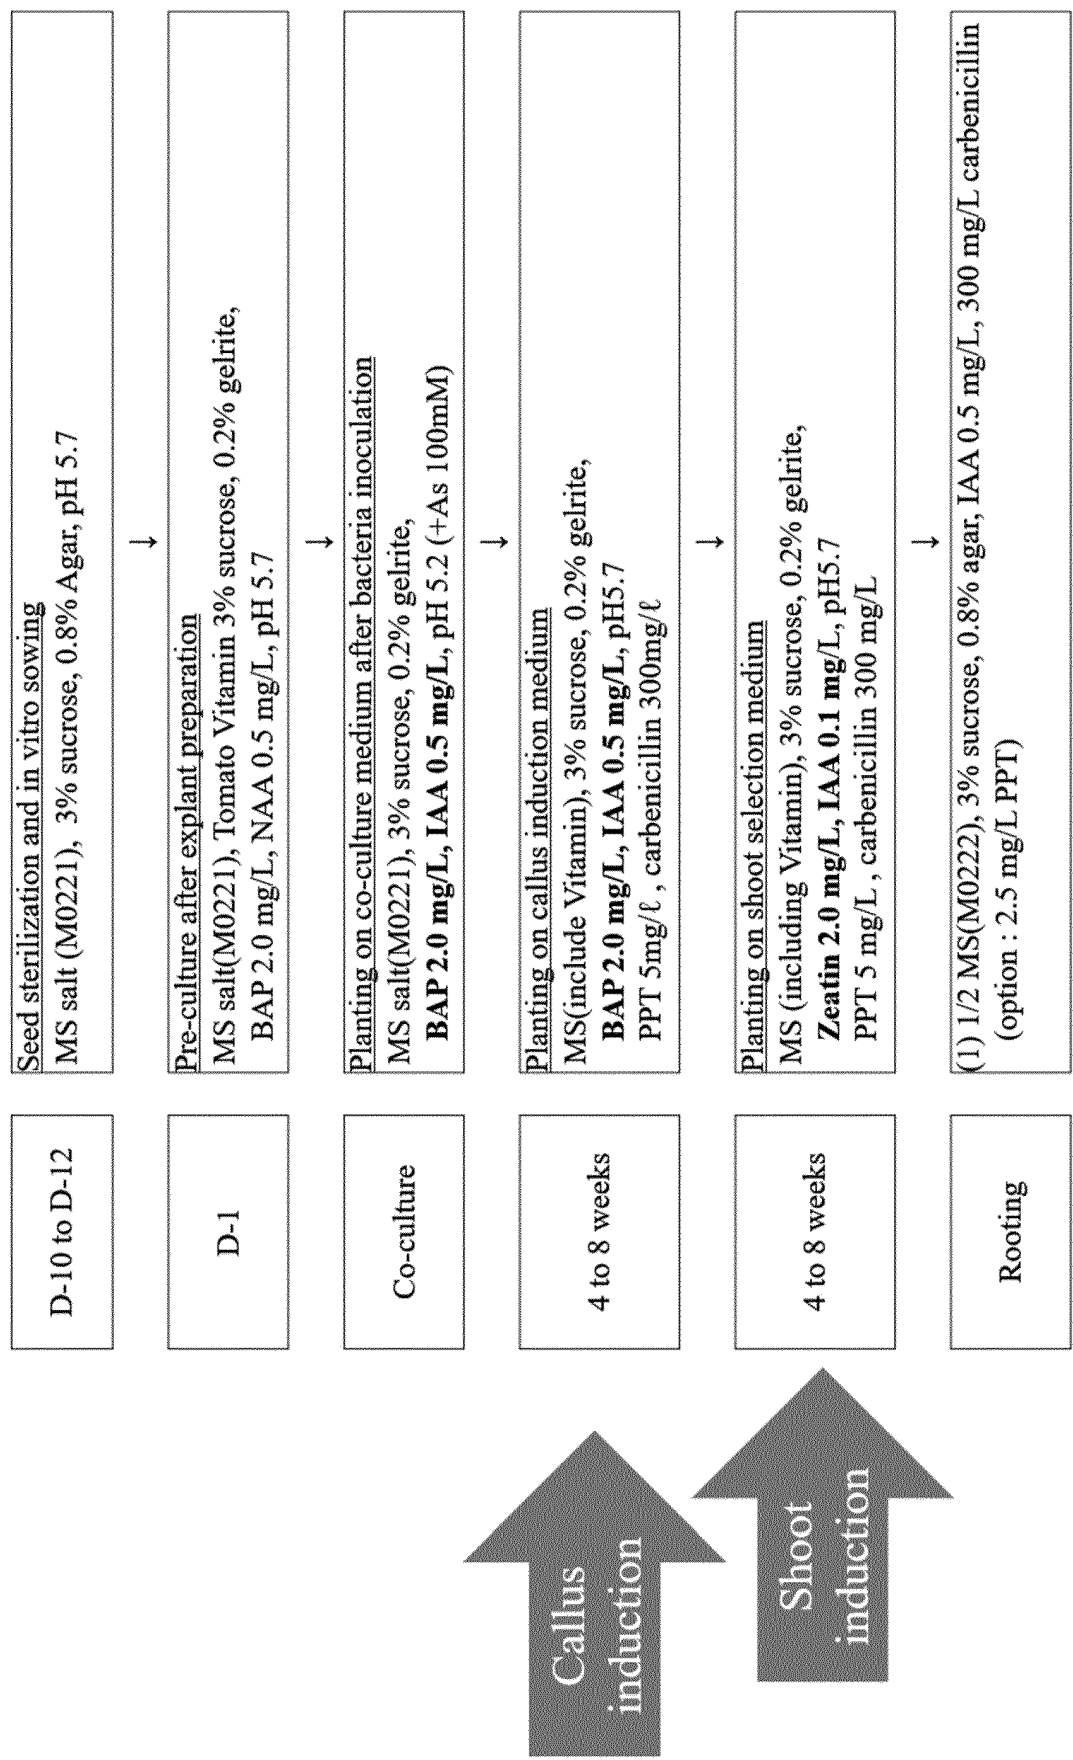 Callus
induction
Shoot
induction
D-10 to D-12
Seed sterilization and in vitro sowing
MS salt (M0221), 3% sucrose, 0.8% Agar, pH 5.7
↓
D-1
Pre-culture after explant preparation
MS salt(M0221), Tomato Vitamin 3% sucrose, 0.2% gelrite,
BAP 2.0 mg/L, NAA 0.5 mg/L, pH 5.7
↓
Co-culture
Planting on co-culture medium after bacteria inoculation
MS salt(M0221), 3% sucrose, 0.2% gelrite,
BAP 2.0 mg/L, IAA 0.5 mg/L, pH 5.2 (+As 100mM)
↓
4 to 8 weeks
Planting on callus induction medium
MS(include Vitamin), 3% sucrose, 0.2% gelrite,
BAP 2.0 mg/L, IAA 0.5 mg/L, pH5.7
PPT 5mg/ℓ , carbenicillin 300mg/ℓ
↓
4 to 8 weeks
Planting on shoot selection medium
MS (including Vitamin), 3% sucrose, 0.2% gelrite,
Zeatin 2.0 mg/L, IAA 0.1 mg/L, pH5.7
PPT 5 mg/L , carbenicillin 300 mg/L
↓
Rooting
(1) 1/2 MS(M0222), 3% sucrose, 0.8% agar, IAA 0.5 mg/L, 300 mg/L carbenicillin
(option : 2.5 mg/L PPT)